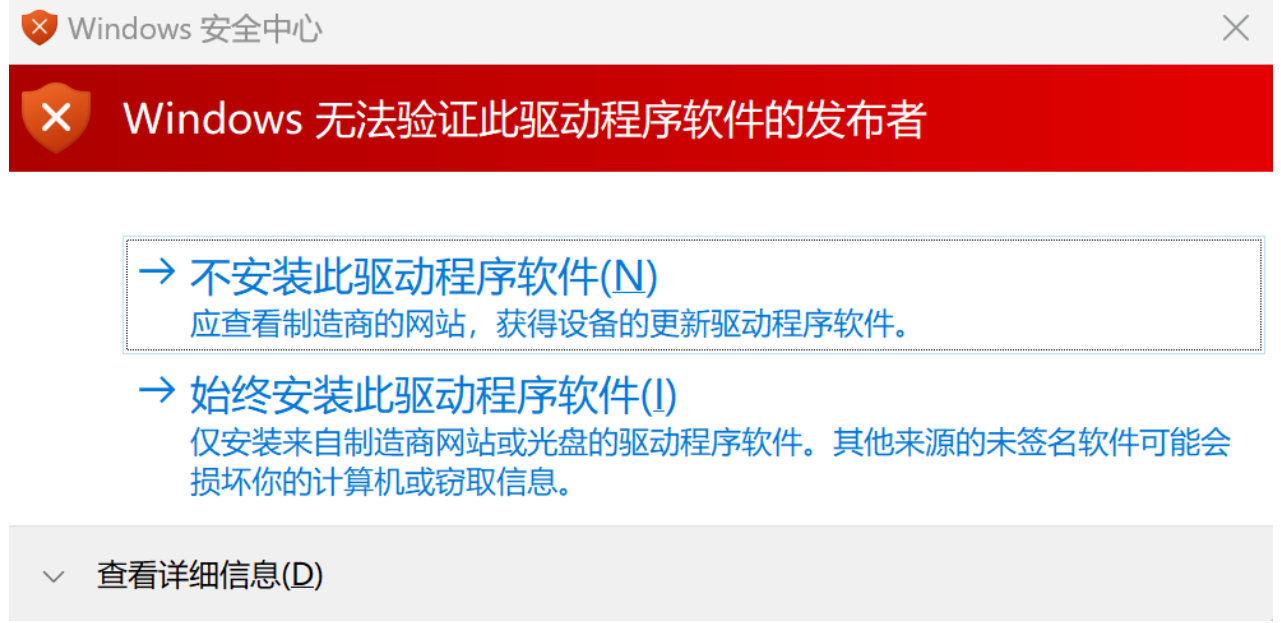 Windows 安全中心
Windows 无法验证此驱动程序软件的发布者
→ 不安装此驱动程序软件(N)
应查看制造商的网站，获得设备的更新驱动程序软件。
→ 始终安装此驱动程序软件(I)
仅安装来自制造商网站或光盘的驱动程序软件。其他来源的未签名软件可能会
损坏你的计算机或窃取信息。
查看详细信息(D)